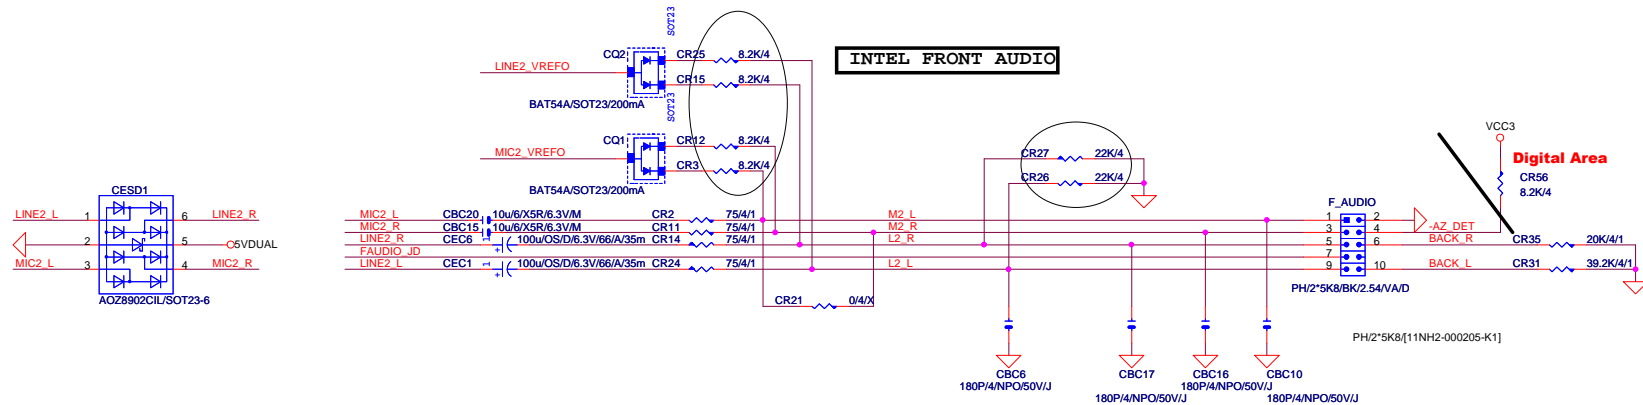 INTEL FRONT AUDIO
SOT23
CQ2
CR25
8.2K/4
LINE2_VREFO
CR15
8.2K/4
BAT54A/SOT23/200mA
SOT23
CQ1
CR12
8.2K/4
MIC2_VREFO
CR3
8.2K/4
BAT54A/SOT23/200mA
CR27
22K/4
CR26
22K/4
VCC3
Digital Area
CR56
8.2K/4
CESD1
LINE2_L
1
6
LINE2_R
2
5
5VDUAL
MIC2_L
3
4
MIC2_R
AOZ8902CIL/SOT23-6
MIC2_L
CBC20
10u/6/X5R/6.3V/M
CR2
75/4/1
M2_L
MIC2_R
CBC15
10u/6/X5R/6.3V/M
CR11
75/4/1
M2_R
LINE2_R
CEC6
1
+
100u/OS/D/6.3V/66/A/35m
CR14
75/4/1
L2_R
FAUDIO_JD
LINE2_L
CEC1
1
+
100u/OS/D/6.3V/66/A/35m
CR24
75/4/1
L2_L
CR21
0/4/X
F_AUDIO
1
2
3
4
-AZ_DET
5
6
BACK_R
CR35
20K/4/1
7
9
10
BACK_L
CR31
39.2K/4/1
PH/2*5K8/BK/2.54/VA/D
PH/2*5K8/[11NH2-000205-K1]
CBC6
180P/4/NPO/50V/J
CBC17
180P/4/NPO/50V/J
CBC16
180P/4/NPO/50V/J
CBC10
180P/4/NPO/50V/J